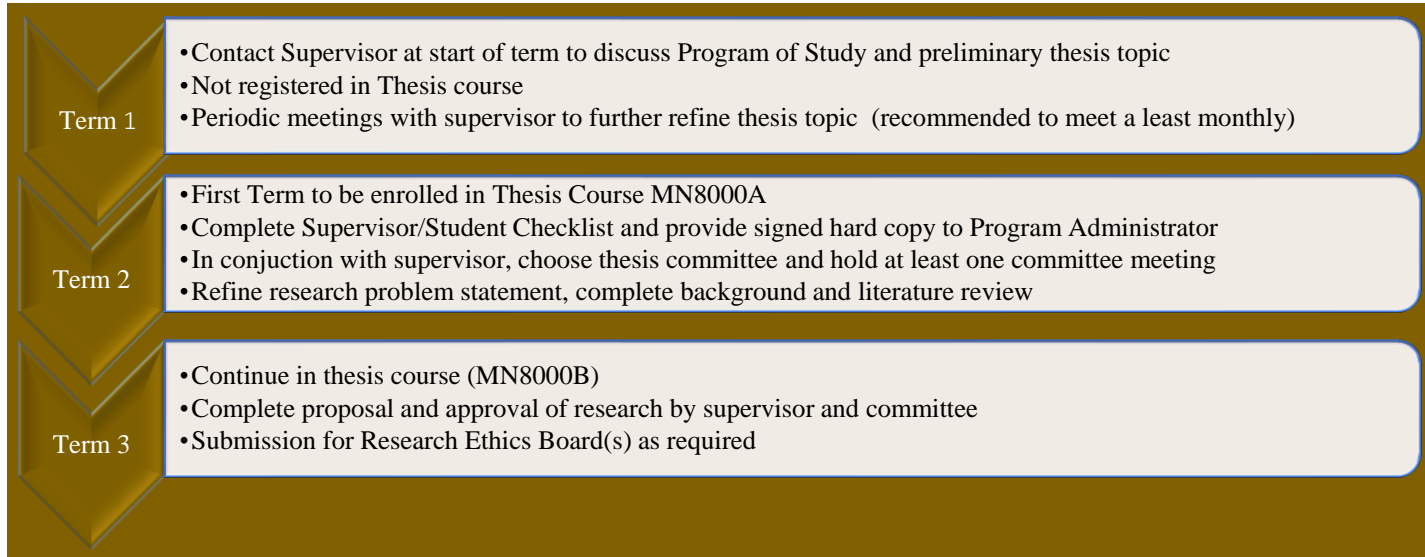 Term 1
•Contact Supervisor at start of term to discuss Program of Study and preliminary thesis topic
•Not registered in Thesis course
•Periodic meetings with supervisor to further refine thesis topic  (recommended to meet a least monthly)
Term 2
•First Term to be enrolled in Thesis Course MN8000A
•Complete Supervisor/Student Checklist and provide signed hard copy to Program Administrator
•In conjuction with supervisor, choose thesis committee and hold at least one committee meeting
•Refine research problem statement, complete background and literature review
Term 3
•Continue in thesis course (MN8000B)
•Complete proposal and approval of research by supervisor and committee
•Submission for Research Ethics Board(s) as required